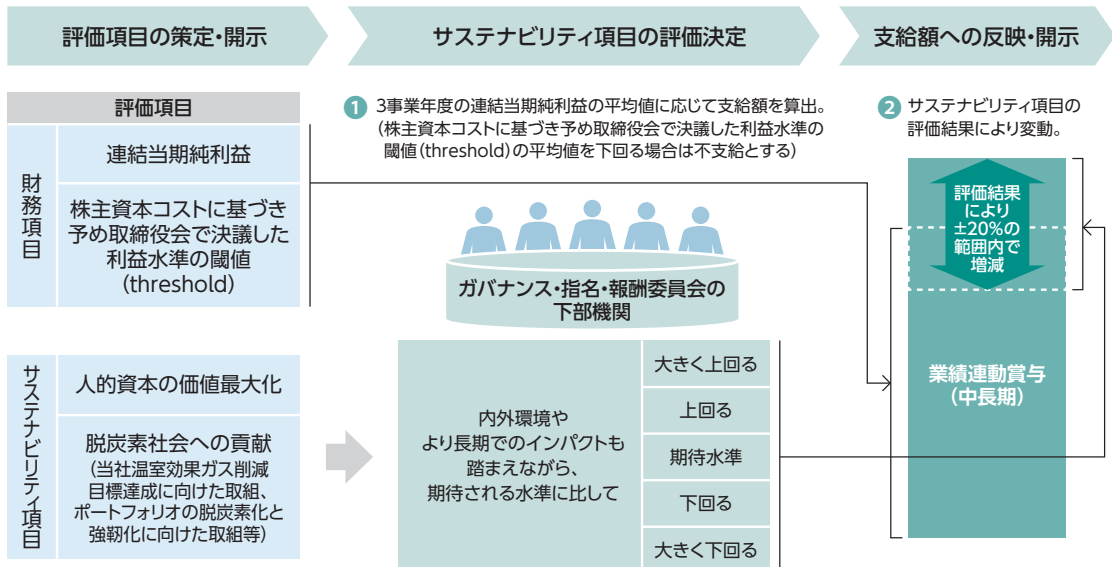 評価項目の策定・開示
サステナビリティ項目の評価決定
支給額への反映・開示
評価項目
財務項目
連結当期純利益
株主資本コストに基づき
予め取締役会で決議した
利益水準の閾値
(threshold)
サステナビリティ項目
人的資本の価値最大化
脱炭素社会への貢献
(当社温室効果ガス削減
目標達成に向けた取組、
ポートフォリオの脱炭素化と
強靭化に向けた取組等)
1 3事業年度の連結当期純利益の平均値に応じて支給額を算出。
(株主資本コストに基づき予め取締役会で決議した利益水準の
閾値(threshold)の平均値を下回る場合は不支給とする)
ガバナンス・指名・報酬委員会の
下部機関
内外環境や
より長期でのインパクトも
踏まえながら、
期待される水準に比して
大きく上回る
上回る
期待水準
下回る
大きく下回る
2 サステナビリティ項目の
評価結果により変動。
評価結果
により
±20%の
範囲内で
増減
業績連動賞与
(中長期)